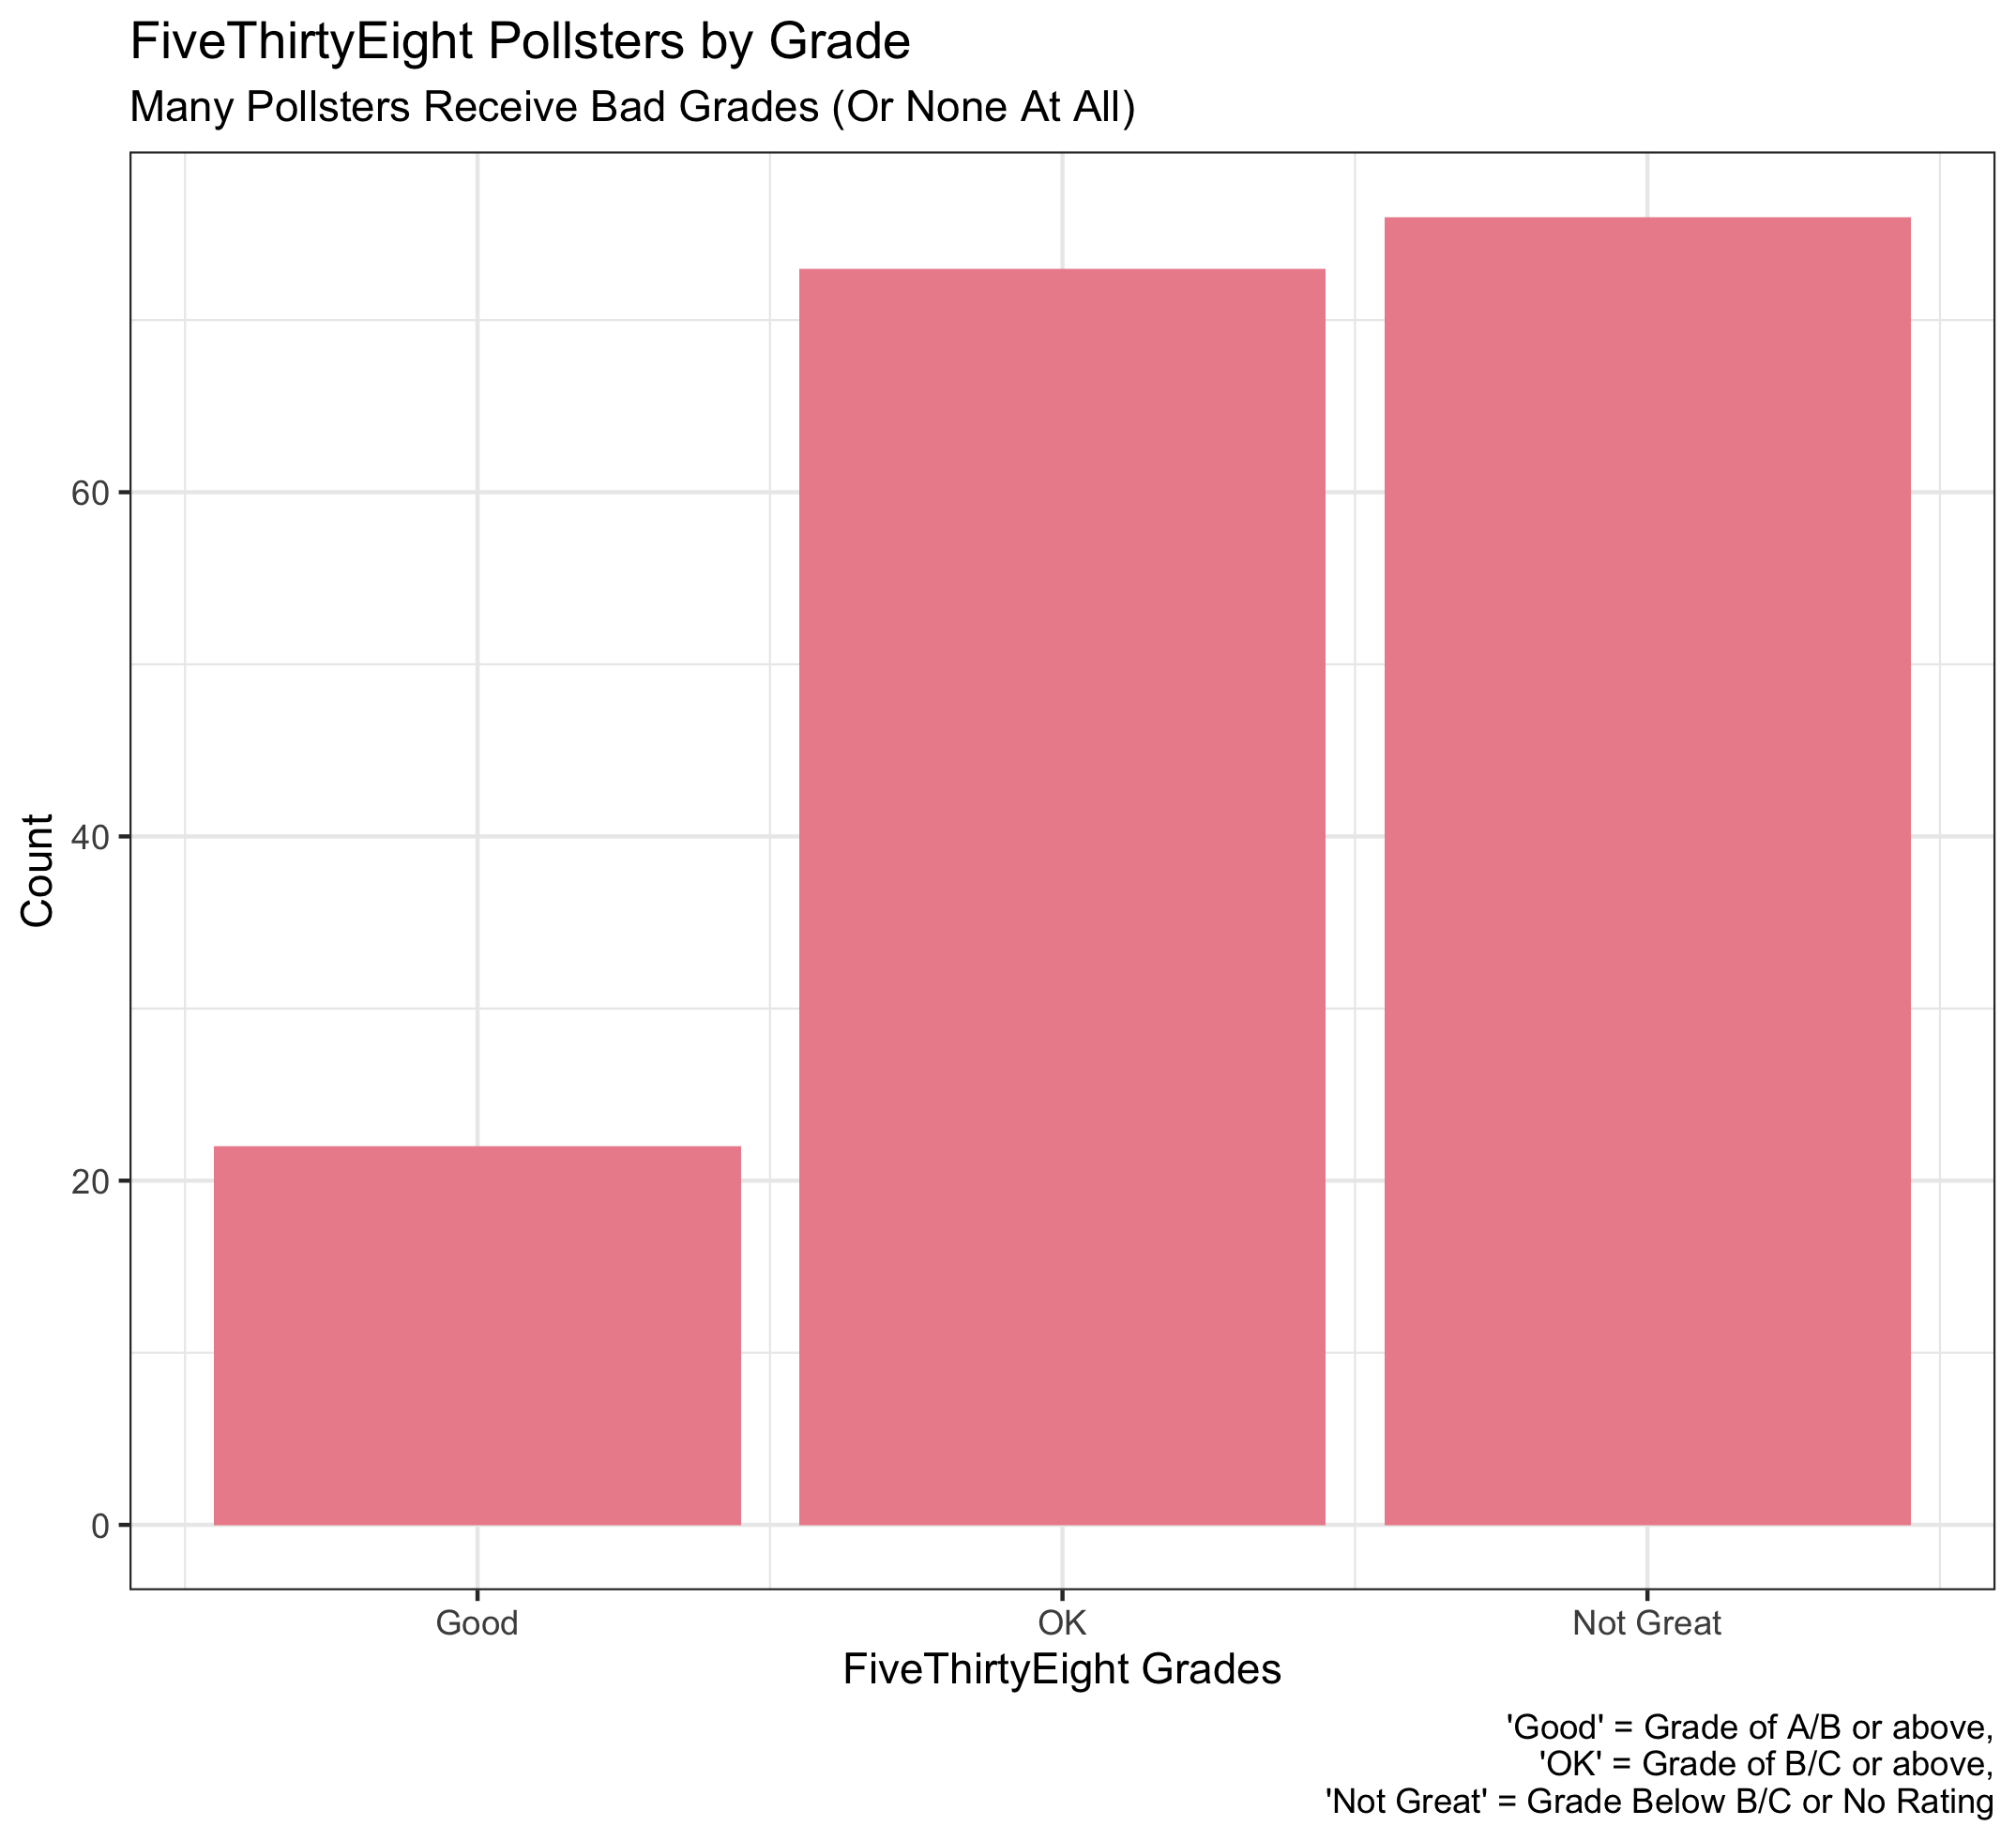 FiveThirtyEight Pollsters by Grade
Many Pollsters Receive Bad Grades (Or None At All)
Count
60
40
20
0
Good
OK
Not Great
FiveThirtyEight Grades
'Good' = Grade of A/B or above,
'OK' = Grade of B/C or above,
'Not Great' = Grade Below B/C or No Rating